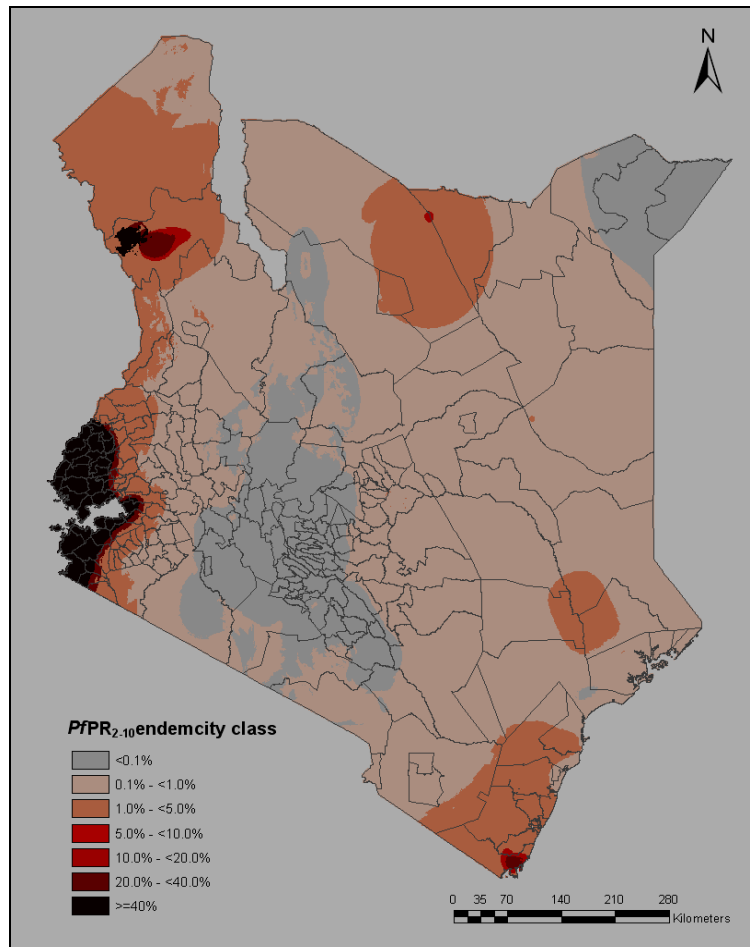 N
PfPR2-10endemcity class
<0.1%
0.1% - <1.0%
1.0% - <5.0%
5.0% - <10.0%
10.0% - <20.0%
20.0% - <40.0%
>=40%
0 35 70 140 210 280
Kilometers